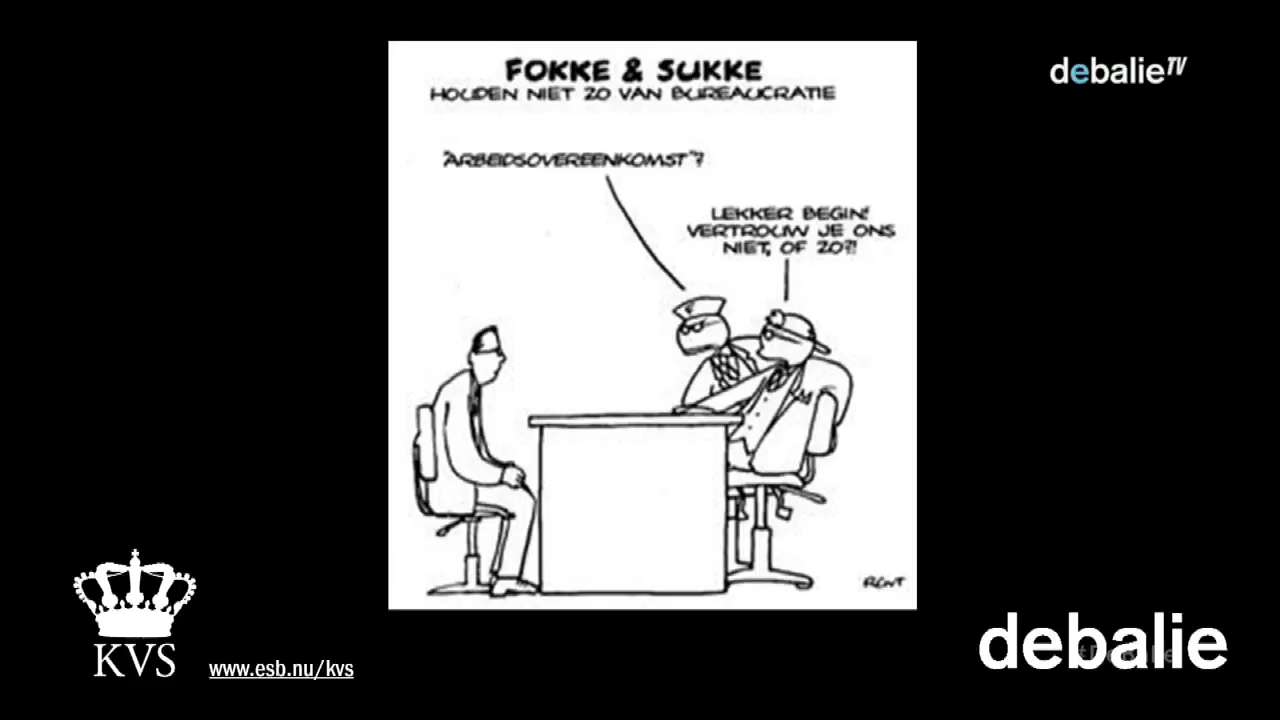 FOKKE & SUKKE
HOUDEN NIET ZO VAN BUREAUCRATIE
"ARBEIDSOVEREENKOMST"?
LEKKER BEGIN!
VERTROUW JE ONS
NIET, OF ZO?!
RGvT
debalieTV
KVS
www.esb.nu/kvs
debalie
#DeBalie